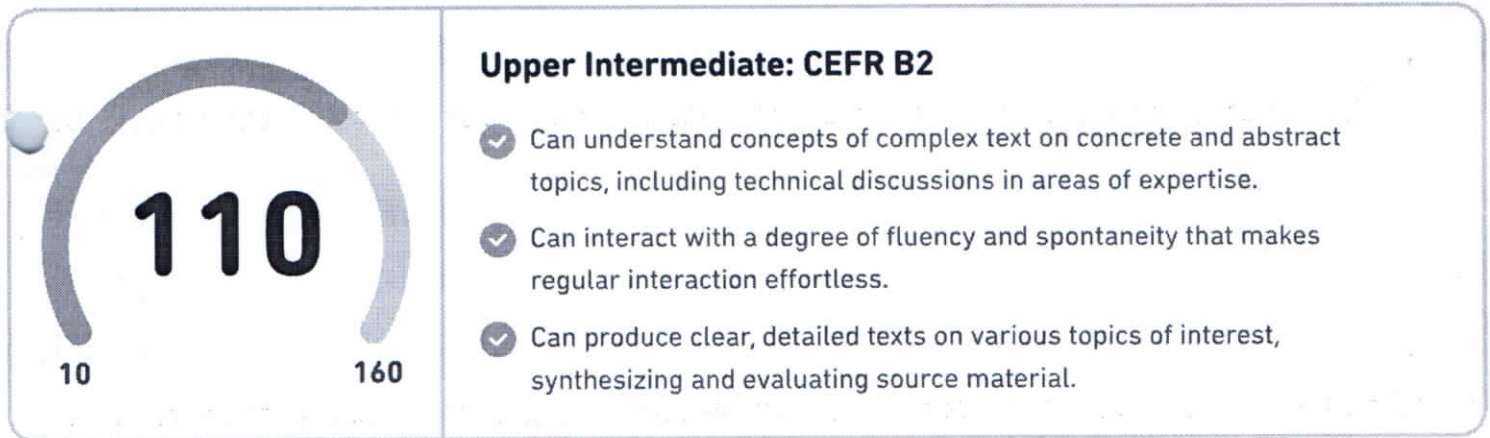 110
10
160
Upper Intermediate: CEFR B2
Can understand concepts of complex text on concrete and abstract
topics, including technical discussions in areas of expertise.
Can interact with a degree of fluency and spontaneity that makes
regular interaction effortless.
Can produce clear, detailed texts on various topics of interest,
synthesizing and evaluating source material.